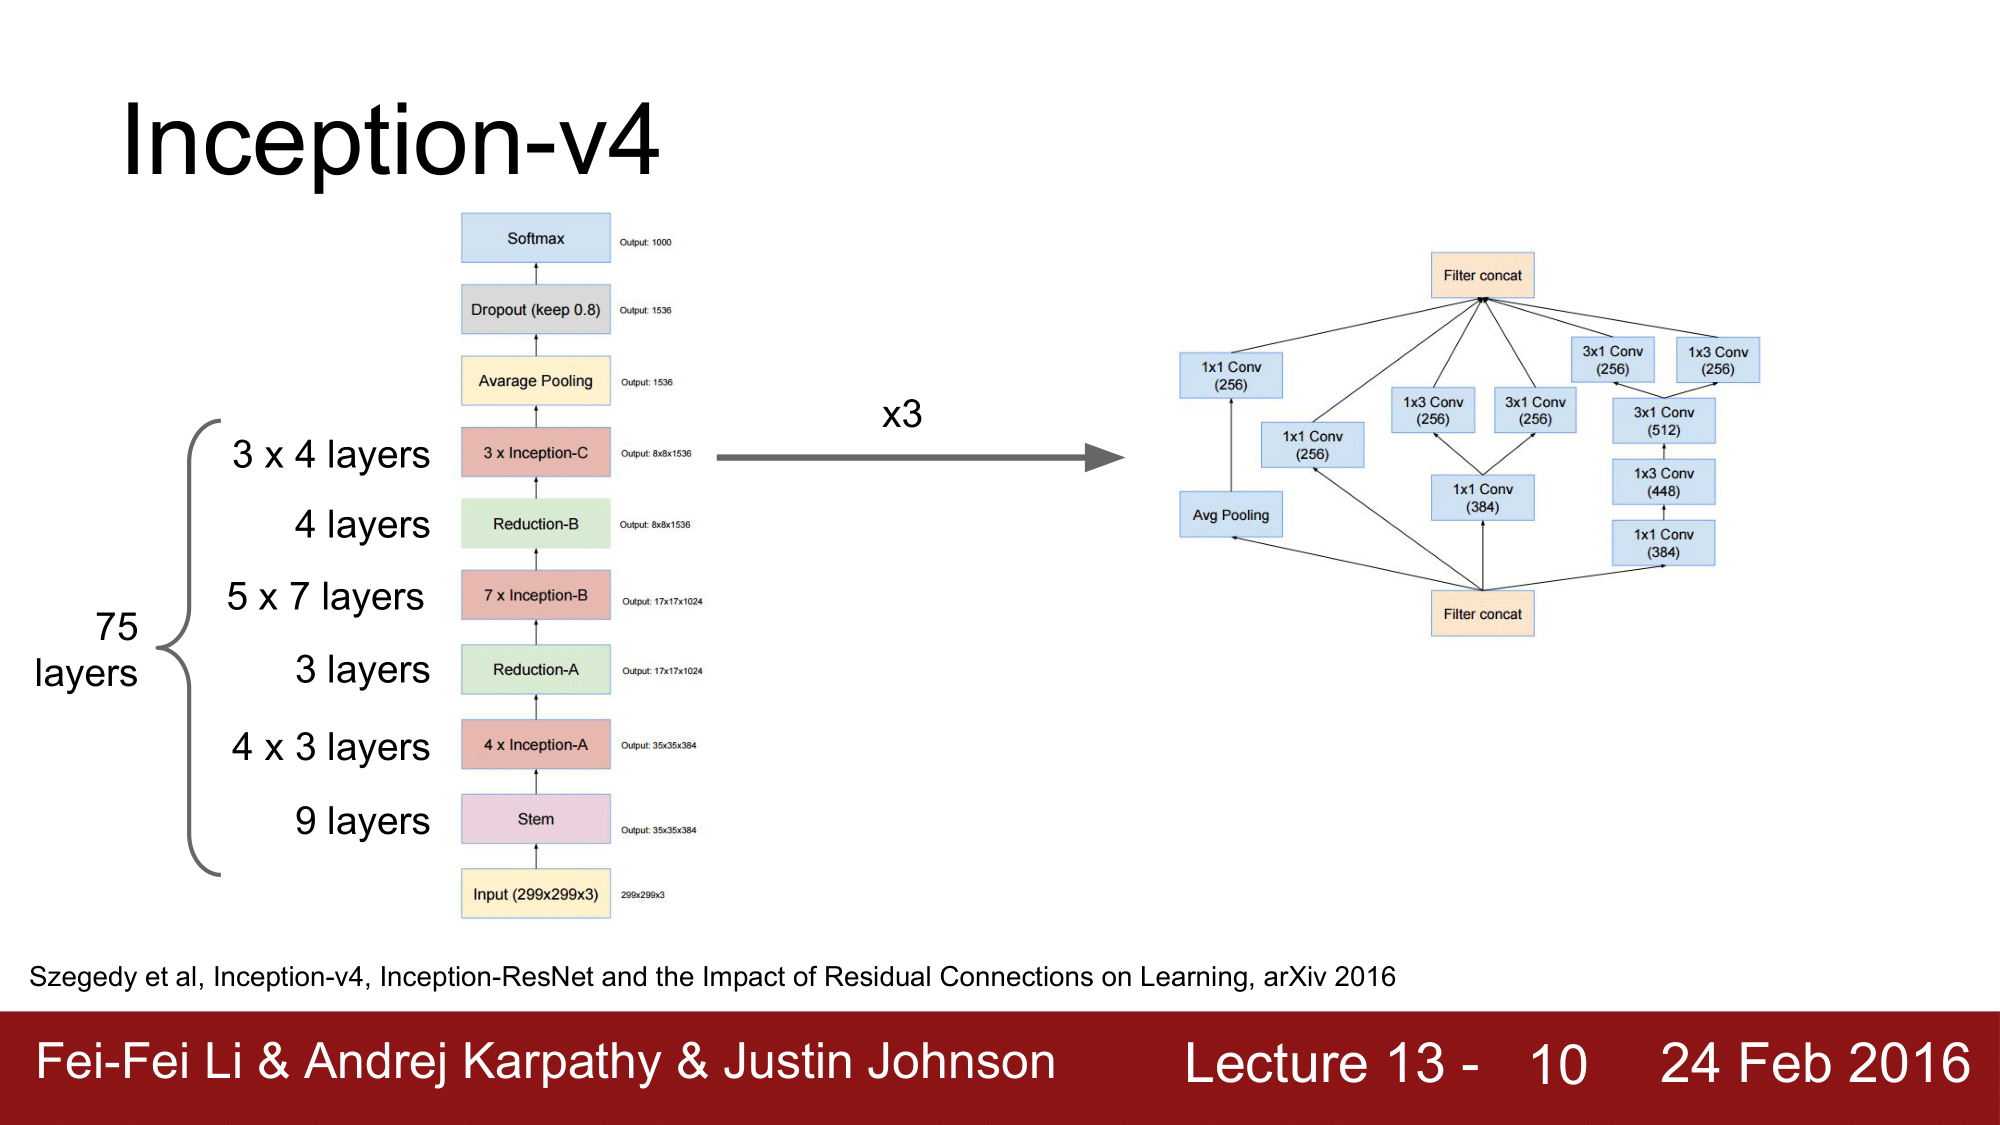 Inception-v4
Softmax
Output: 1000
Dropout (keep 0.8)
Output: 1536
Avarage Pooling
Output: 1536
3 x 4 layers
3 x Inception-C
Output: 8x8x1536
4 layers
Reduction-B
Output: 8x8x1536
5 x 7 layers
7 x Inception-B
Output: 17x17x1024
3 layers
Reduction-A
Output: 17x17x1024
4 x 3 layers
4 x Inception-A
Output: 35x35x384
9 layers
Stem
Output: 35x35x384
Input (299x299x3)
299x299x3
75
layers
x3
Filter concat
1x1 Conv
(256)
Avg Pooling
1x1 Conv
(256)
1x3 Conv
(256)
3x1 Conv
(256)
1x1 Conv
(384)
3x1 Conv
(256)
1x3 Conv
(256)
3x1 Conv
(512)
1x3 Conv
(448)
1x1 Conv
(384)
Filter concat
Szegedy et al, Inception-v4, Inception-ResNet and the Impact of Residual Connections on Learning, arXiv 2016
Fei-Fei Li & Andrej Karpathy & Justin Johnson
Lecture 13 - 10
24 Feb 2016